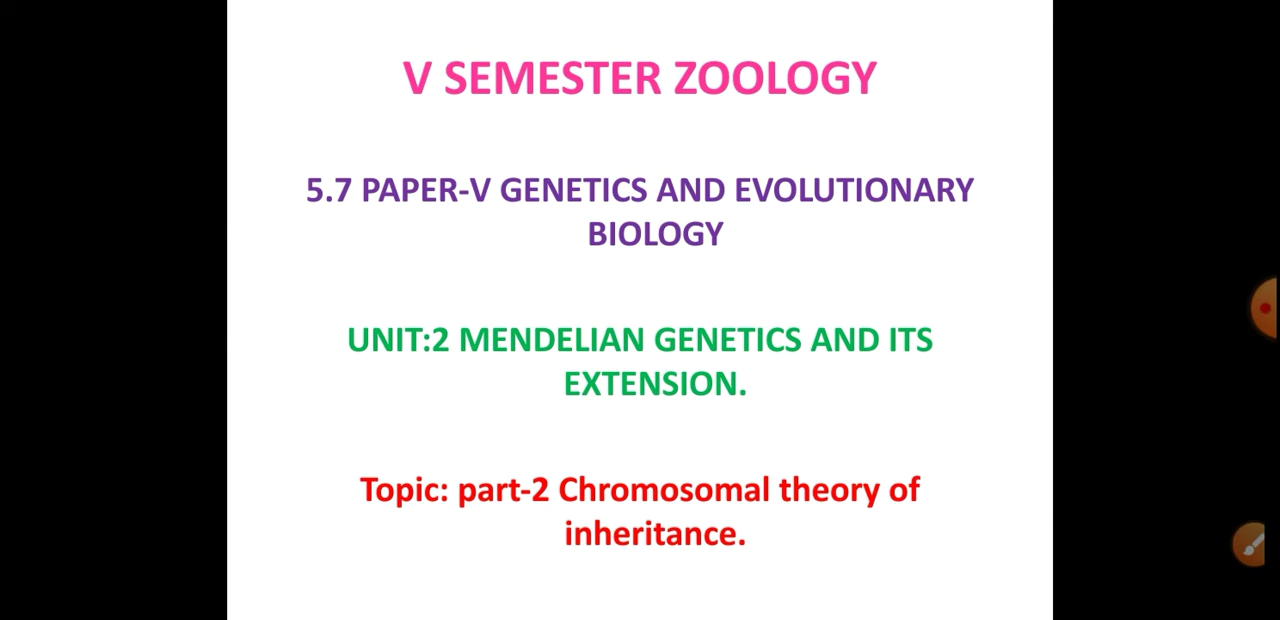 V SEMESTER ZOOLOGY
5.7 PAPER-V GENETICS AND EVOLUTIONARY
BIOLOGY
UNIT:2 MENDELIAN GENETICS AND ITS
EXTENSION.
Topic: part-2 Chromosomal theory of
inheritance.